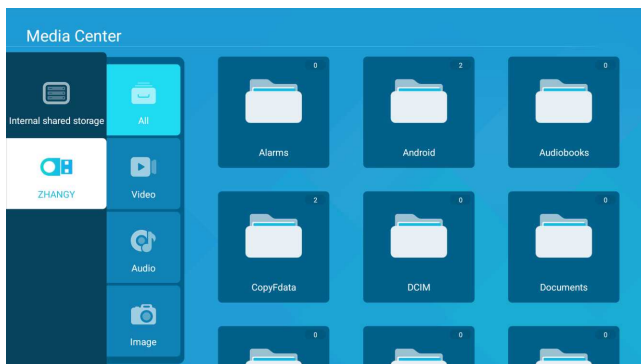 Media Center
Internal shared storage
ZHANGY
All
Video
Audio
Image
0
2
0
Alarms
Android
Audiobooks
2
0
0
CopyFdata
DCIM
Documents
0
0
0